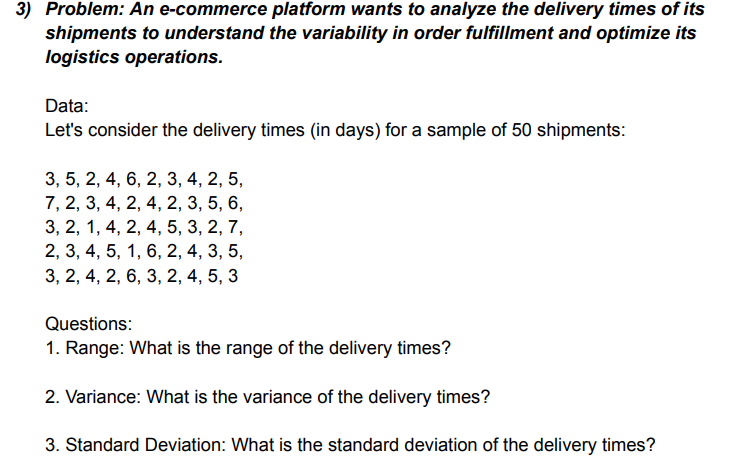 3) Problem: An e-commerce platform wants to analyze the delivery times of its
shipments to understand the variability in order fulfillment and optimize its
logistics operations.
Data:
Let's consider the delivery times (in days) for a sample of 50 shipments:
3, 5, 2, 4, 6, 2, 3, 4, 2, 5,
7, 2, 3, 4, 2, 4, 2, 3, 5, 6,
3, 2, 1, 4, 2, 4, 5, 3, 2, 7,
2, 3, 4, 5, 1, 6, 2, 4, 3, 5,
3, 2, 4, 2, 6, 3, 2, 4, 5, 3
Questions:
1. Range: What is the range of the delivery times?
2. Variance: What is the variance of the delivery times?
3. Standard Deviation: What is the standard deviation of the delivery times?